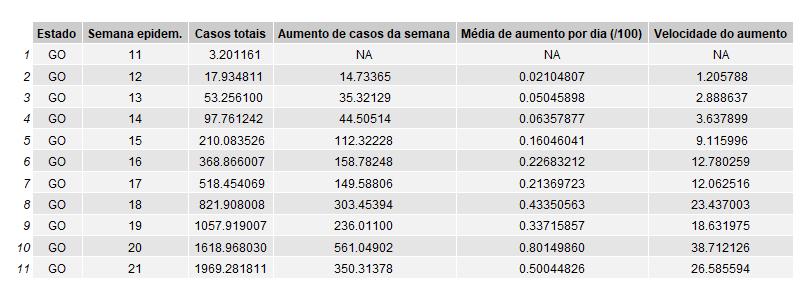 Estado Semana epidem. Casos totais Aumento de casos da semana Média de aumento por dia (/100) Velocidade do aumento
1 GO 11 3.201161 NA NA NA
2 GO 12 17.934811 14.73365 0.02104807 1.205788
3 GO 13 53.256100 35.32129 0.05045898 2.888637
4 GO 14 97.761242 44.50514 0.06357877 3.637899
5 GO 15 210.083526 112.32228 0.16046041 9.115996
6 GO 16 368.866007 158.78248 0.22683212 12.780259
7 GO 17 518.454069 149.58806 0.21369723 12.062516
8 GO 18 821.908008 303.45394 0.43350563 23.437003
9 GO 19 1057.919007 236.01100 0.33715857 18.631975
10 GO 20 1618.968030 561.04902 0.80149860 38.712126
11 GO 21 1969.281811 350.31378 0.50044826 26.585594